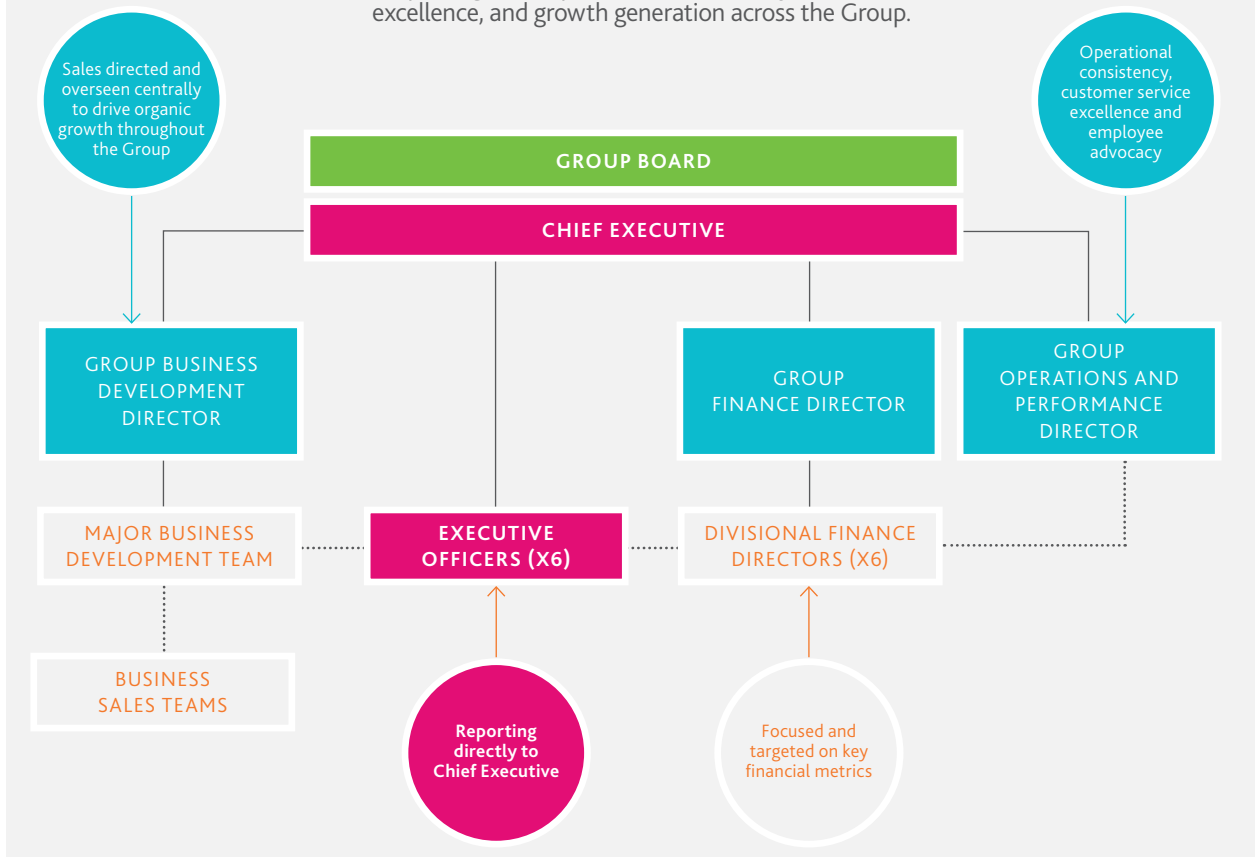 excellence, and growth generation across the Group.
Sales directed and
overseen centrally
to drive organic
growth throughout
the Group
Operational
consistency,
customer service
excellence and
employee
advocacy
GROUP BOARD
CHIEF EXECUTIVE
GROUP BUSINESS
DEVELOPMENT
DIRECTOR
GROUP
FINANCE DIRECTOR
GROUP
OPERATIONS AND
PERFORMANCE
DIRECTOR
MAJOR BUSINESS
DEVELOPMENT TEAM
EXECUTIVE
OFFICERS (X6)
DIVISIONAL FINANCE
DIRECTORS (X6)
BUSINESS
SALES TEAMS
Reporting
directly to
Chief Executive
Focused and
targeted on key
financial metrics